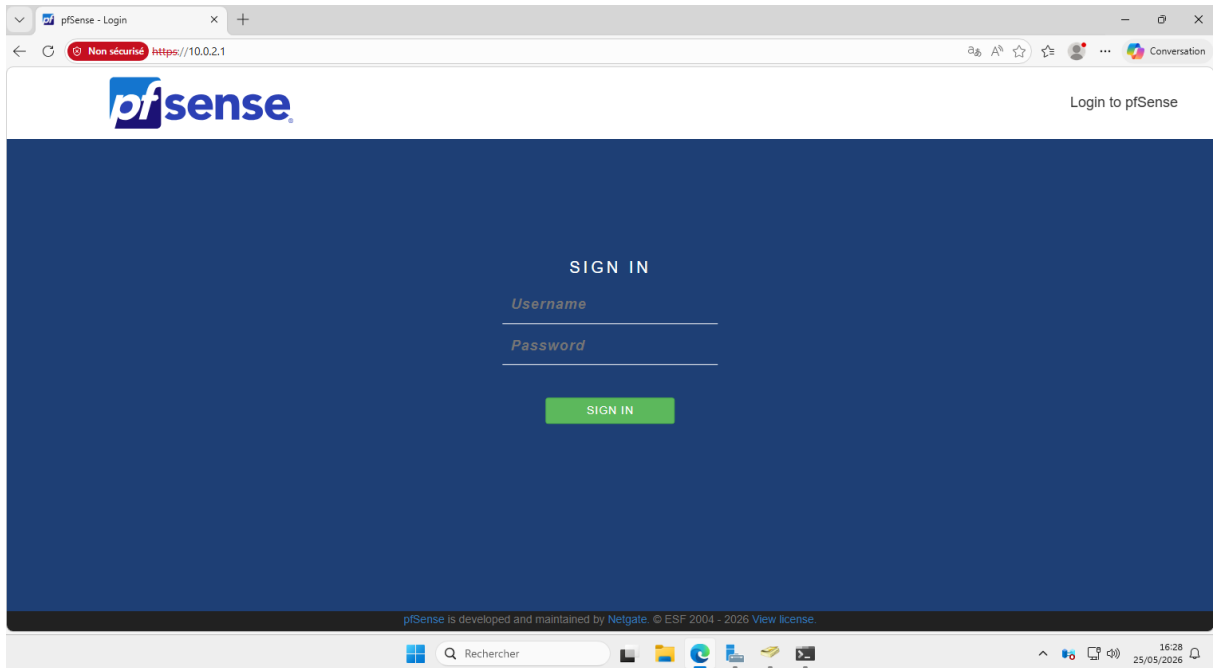 pfSense - Login
Non sécurisé https://10.0.2.1
Conversation
pfsense
Login to pfSense
SIGN IN
Username
Password
SIGN IN
pfSense is developed and maintained by Netgate. © ESF 2004 - 2026 View license.
Rechercher
16:28
25/05/2026